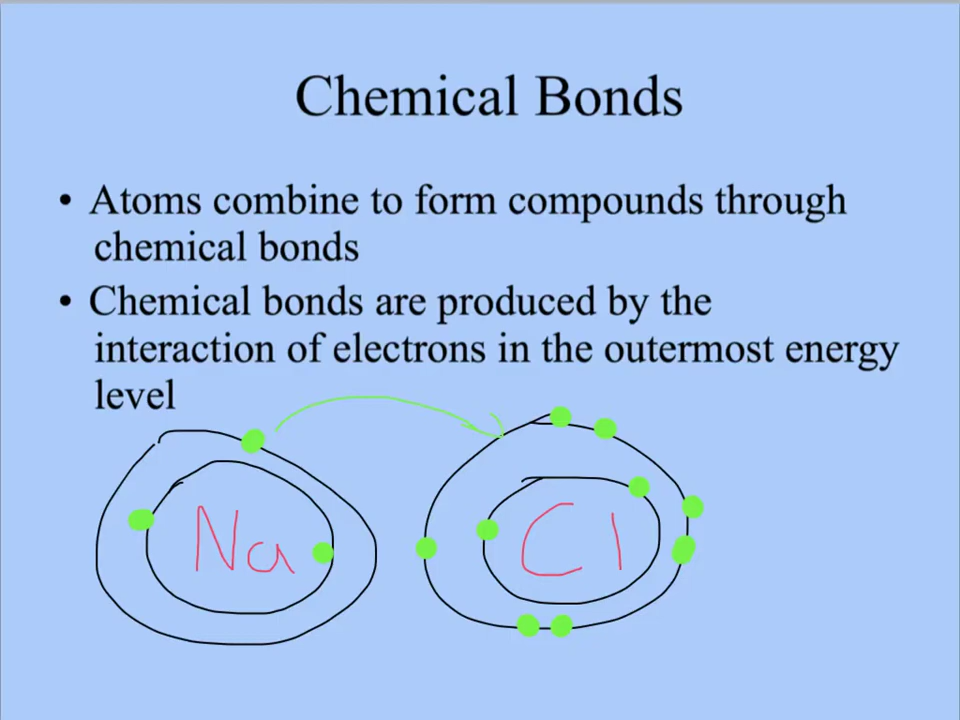 Chemical Bonds
• Atoms combine to form compounds through
chemical bonds
• Chemical bonds are produced by the
interaction of electrons in the outermost energy
level
Na Cl